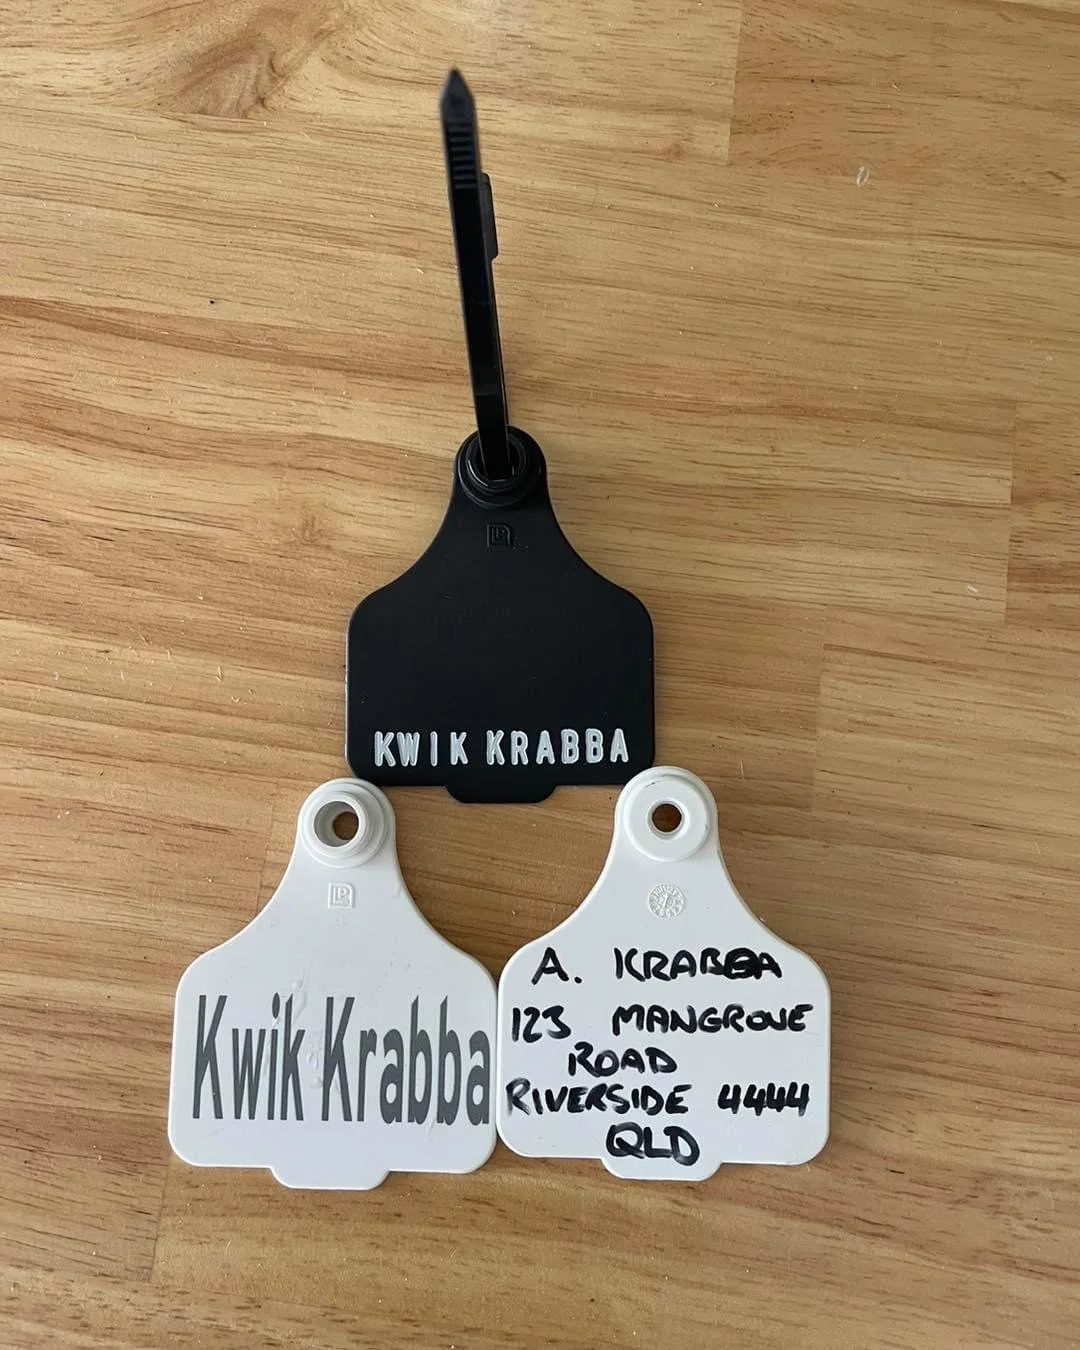 KWIK KRABBA
Kwik Krabba
A. KRABBA
123 MANGROVE
ROAD
RIVERSIDE 4444
QLD